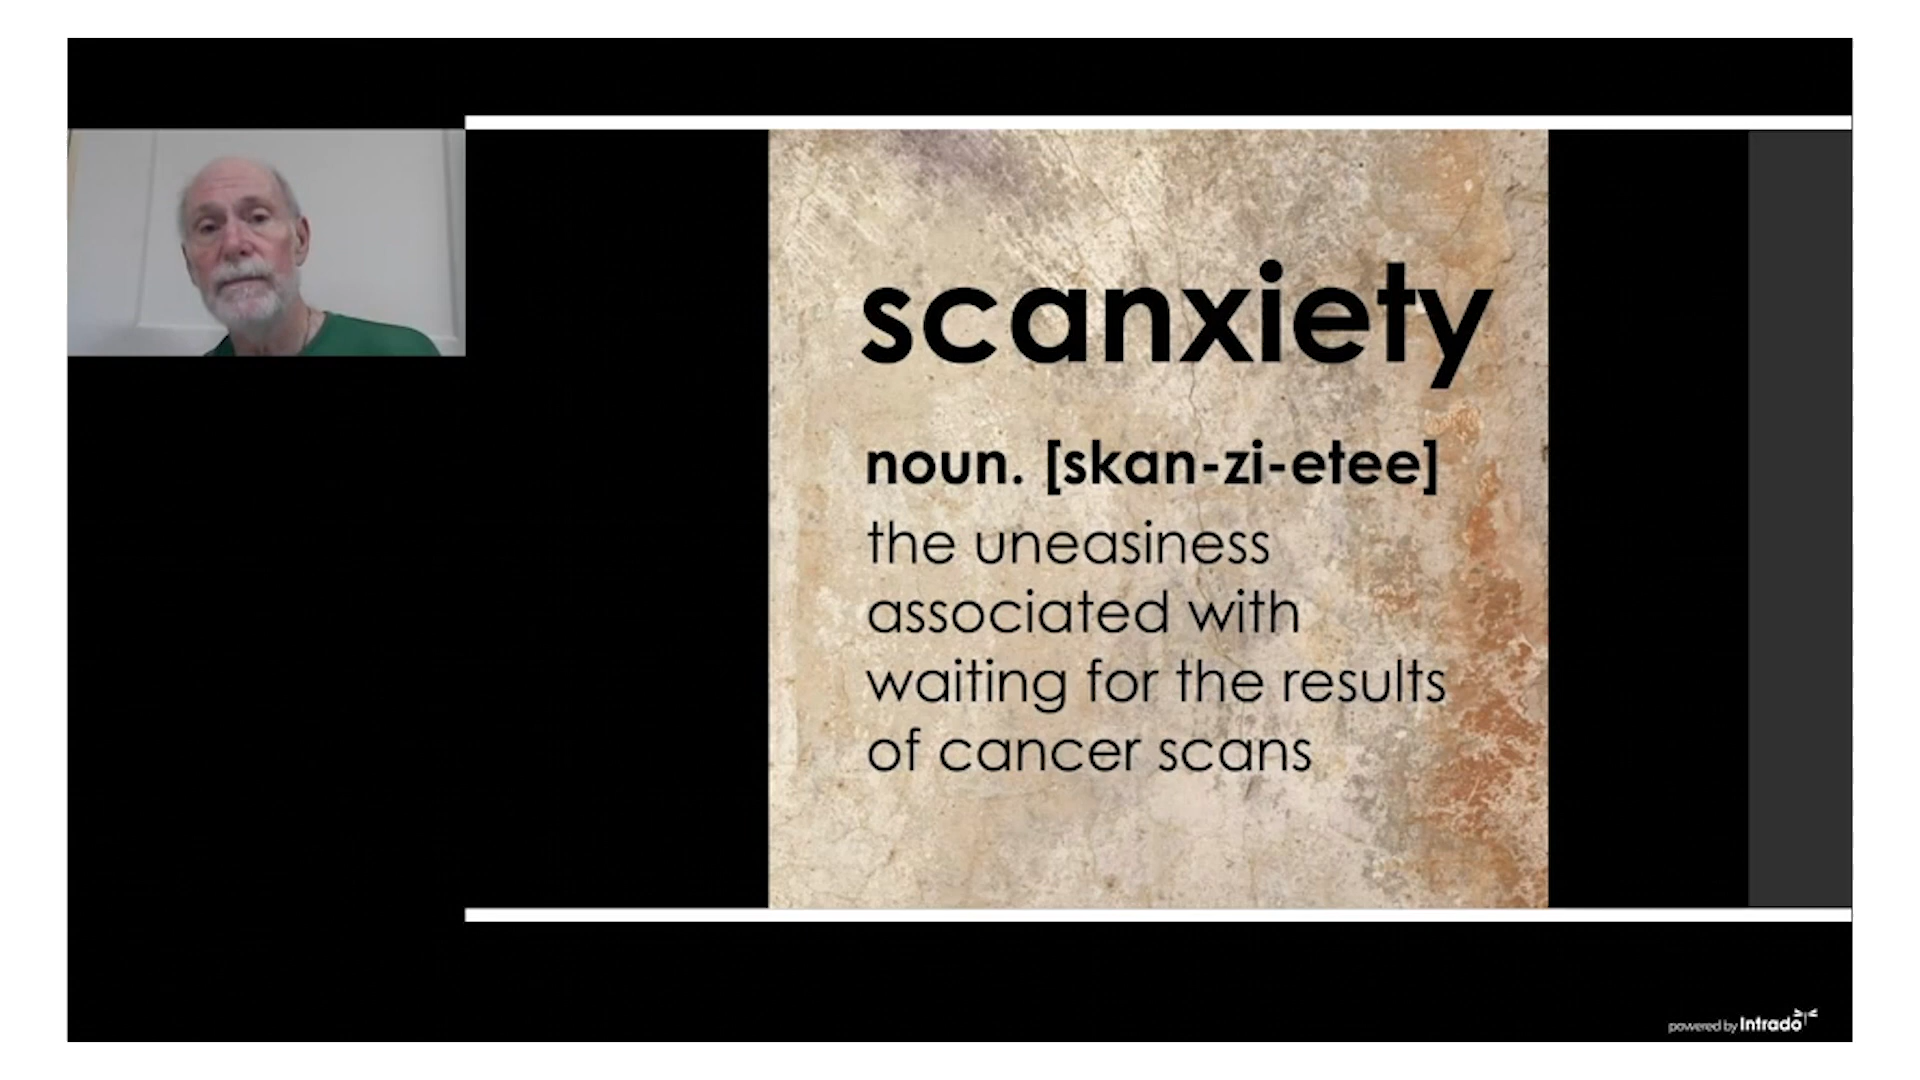 scanxiety
noun. [skan-zi-etee]
the uneasiness
associated with
waiting for the results
of cancer scans
powered by Intrado